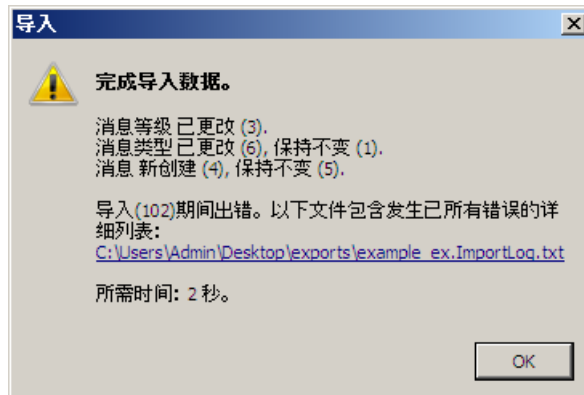 导入
完成导入数据。
消息等级 已更改 (3).
消息类型 已更改 (6), 保持不变 (1).
消息 新创建 (4), 保持不变 (5).
导入(102)期间出错。以下文件包含发生已所有错误的详
细列表:
C:\Users\Admin\Desktop\exports\example_ex.ImportLog.txt
所需时间: 2 秒。
OK